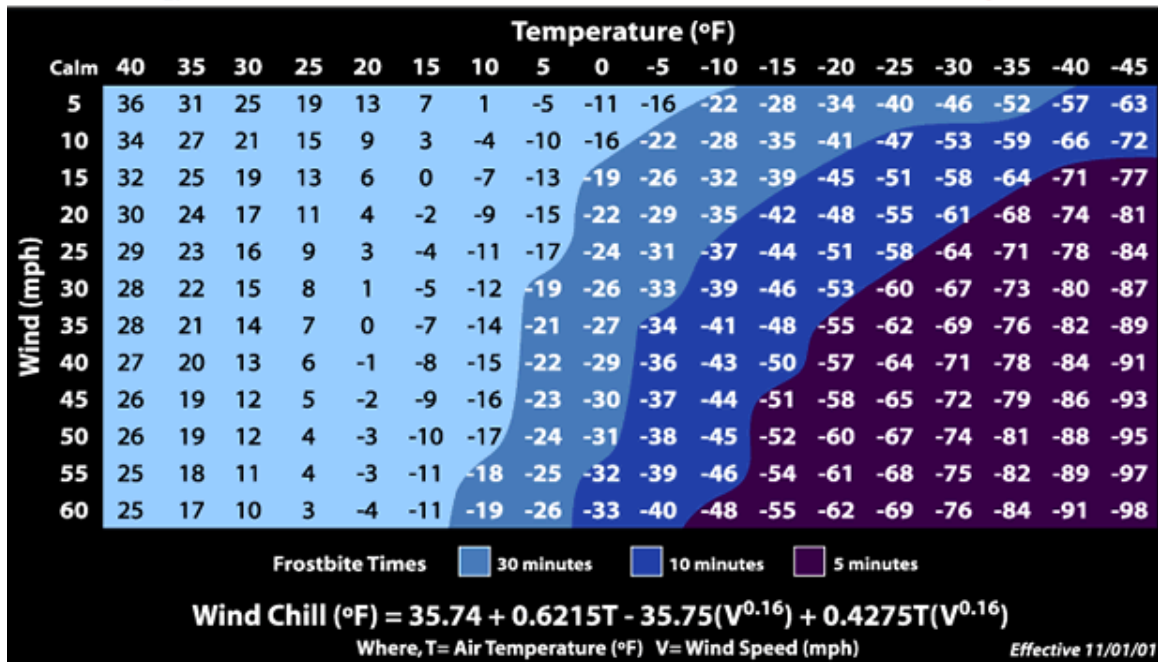 Temperature (ºF)
Calm 40 35 30 25 20 15 10 5 0 -5 -10 -15 -20 -25 -30 -35 -40 -45
5 36 31 25 19 13 7 1 -5 -11 -16 -22 -28 -34 -40 -46 -52 -57 -63
10 34 27 21 15 9 3 -4 -10 -16 -22 -28 -35 -41 -47 -53 -59 -66 -72
15 32 25 19 13 6 0 -7 -13 -19 -26 -32 -39 -45 -51 -58 -64 -71 -77
20 30 24 17 11 4 -2 -9 -15 -22 -29 -35 -42 -48 -55 -61 -68 -74 -81
25 29 23 16 9 3 -4 -11 -17 -24 -31 -37 -44 -51 -58 -64 -71 -78 -84
30 28 22 15 8 1 -5 -12 -19 -26 -33 -39 -46 -53 -60 -67 -73 -80 -87
35 28 21 14 7 0 -7 -14 -21 -27 -34 -41 -48 -55 -62 -69 -76 -82 -89
40 27 20 13 6 -1 -8 -15 -22 -29 -36 -43 -50 -57 -64 -71 -78 -84 -91
45 26 19 12 5 -2 -9 -16 -23 -30 -37 -44 -51 -58 -65 -72 -79 -86 -93
50 26 19 12 4 -3 -10 -17 -24 -31 -38 -45 -52 -60 -67 -74 -81 -88 -95
55 25 18 11 4 -3 -11 -18 -25 -32 -39 -46 -54 -61 -68 -75 -82 -89 -97
60 25 17 10 3 -4 -11 -19 -26 -33 -40 -48 -55 -62 -69 -76 -84 -91 -98
Wind (mph)
Frostbite Times 30 minutes 10 minutes 5 minutes
Wind Chill (ºF) = 35.74 + 0.6215T - 35.75(V^0.16) + 0.4275T(V^0.16)
Where, T= Air Temperature (ºF) V= Wind Speed (mph) Effective 11/01/01